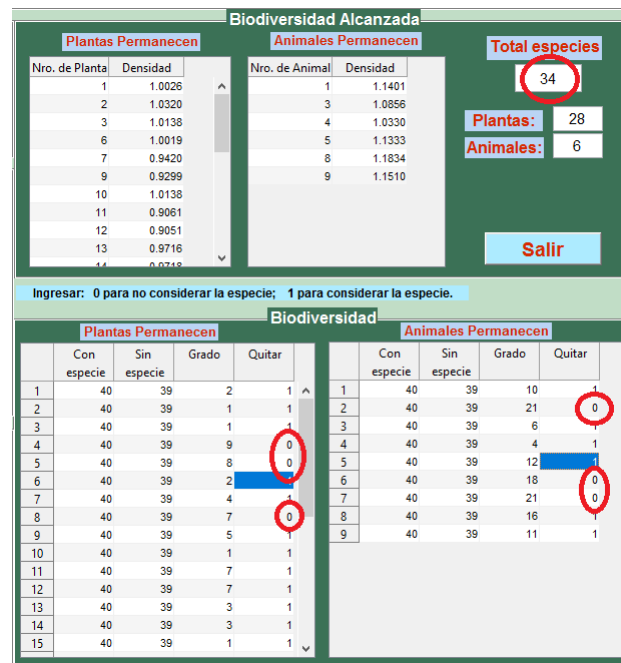 Biodiversidad Alcanzada
Plantas Permanecen
Nro. de Planta Densidad
1 1.0026
2 1.0320
3 1.0138
6 1.0019
7 0.9420
9 0.9299
10 1.0138
11 0.9061
12 0.9051
13 0.9716
14 0.9718
Animales Permanecen
Nro. de Animal Densidad
1 1.1401
3 1.0856
4 1.0330
5 1.1333
8 1.1834
9 1.1510
Total especies
34
Plantas: 28
Animales: 6
Salir
Ingresar: 0 para no considerar la especie; 1 para considerar la especie.
Biodiversidad
Plantas Permanecen
Con especie Sin especie Grado Quitar
1 40 39 2 1
2 40 39 1 1
3 40 39 1 1
4 40 39 9 0
5 40 39 8 0
6 40 39 2
7 40 39 4 1
8 40 39 7 0
9 40 39 5 1
10 40 39 1 1
11 40 39 7 1
12 40 39 7 1
13 40 39 3 1
14 40 39 3 1
15 40 39 1 1
Animales Permanecen
Con especie Sin especie Grado Quitar
1 40 39 10 1
2 40 39 21 0
3 40 39 6 1
4 40 39 4 1
5 40 39 12 1
6 40 39 18 0
7 40 39 21 0
8 40 39 16 1
9 40 39 11 1